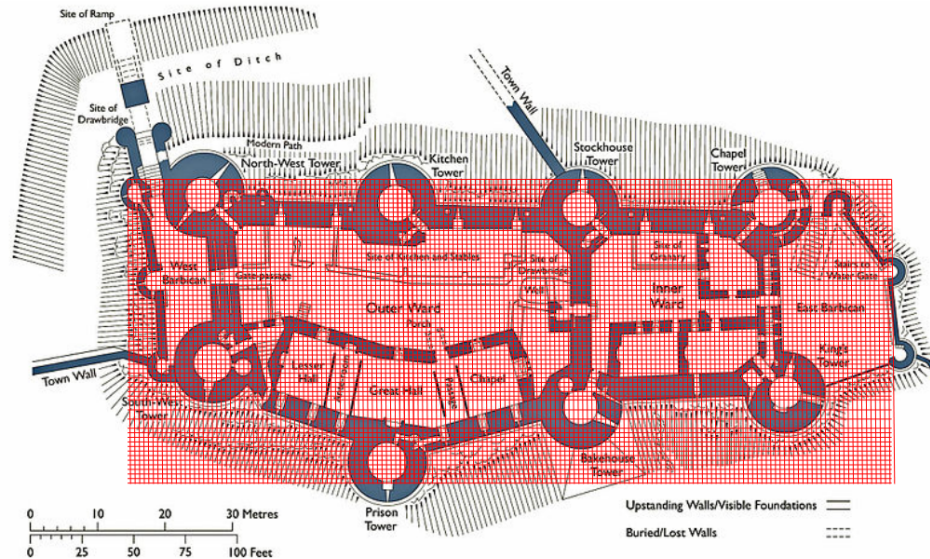 Site of Ramp
Site of Ditch
Site of
Drawbridge
Modern Path
North-West Tower
Kitchen
Tower
Town Wall
Stockhouse
Tower
Chapel
Tower
West
Barbican
Gate-passage
Site of Kitchen and Stables
Site of
Drawbridge
Well
Site of
Granary
Inner
Ward
Stairs to
Water Gate
East Barbican
Outer Ward
Porch
Lesser
Hall
Anteroom
Great Hall
Passage
Chapel
King's
Tower
Town Wall
South-West
Tower
Bakehouse
Tower
Prison
Tower
0 10 20 30 Metres
0 25 50 75 100 Feet
Upstanding Walls/Visible Foundations
Buried/Lost Walls